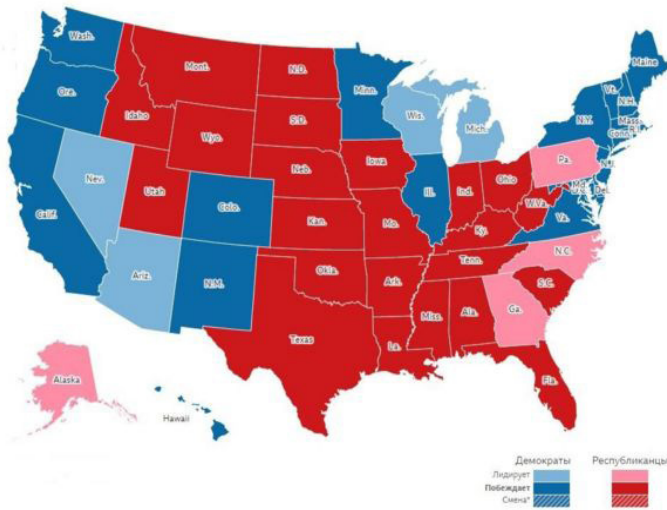 Wash.
Maine
Mont.
N.D.
Minn.
Vt.
Ore.
N.H.
Idaho
S.D.
Wis.
Mich.
N.Y.
Mass.
Wyo.
Conn.
R.I.
Neb.
Iowa
Pa.
N.J.
Nev.
Utah
Ill.
Ind.
Ohio
Del.
Calif.
Colo.
W.Va.
Va.
Kan.
Mo.
Ky.
Ariz.
N.M.
Okla.
Ark.
Tenn.
N.C.
S.C.
Miss.
Ala.
Ga.
Texas
La.
Fla.
Alaska
Hawaii
Демократы Республиканцы
Лидирует
Побеждает
Смена*